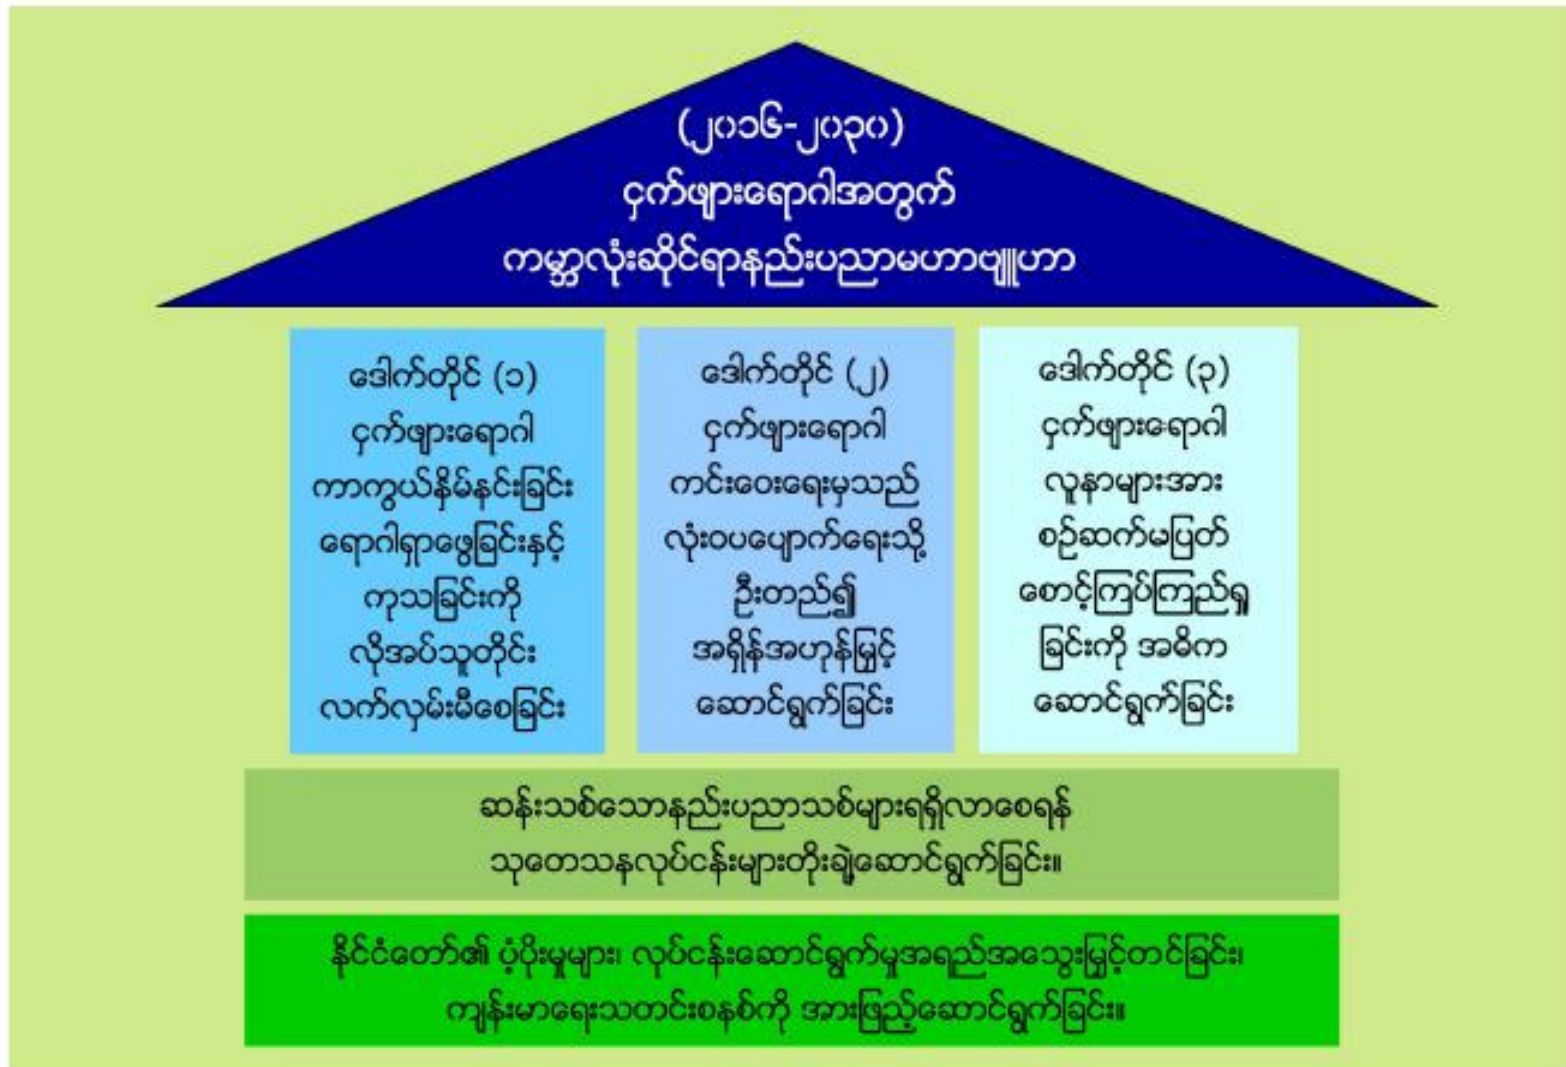 (၂၀၁၆-၂၀၃၀)
ငှက်ဖျားရောဂါအတွက်
ကမ္ဘာလုံးဆိုင်ရာနည်းပညာမဟာဗျူဟာ
ဒေါက်တိုင် (၁)
ငှက်ဖျားရောဂါ
ကာကွယ်နှိမ်နင်းခြင်း
ရောဂါရှာဖွေခြင်းနှင့်
ကုသခြင်းကို
လိုအပ်သူတိုင်း
လက်လှမ်းမီစေခြင်း
ဒေါက်တိုင် (၂)
ငှက်ဖျားရောဂါ
ကင်းဝေးရေးမှသည်
လုံးဝပပျောက်ရေးသို့
ဦးတည်၍
အရှိန်အဟုန်မြှင့်
ဆောင်ရွက်ခြင်း
ဒေါက်တိုင် (၃)
ငှက်ဖျားရောဂါ
လူနာများအား
စဉ်ဆက်မပြတ်
စောင့်ကြပ်ကြည့်ရှု
ခြင်းကို အဓိက
ဆောင်ရွက်ခြင်း
ဆန်းသစ်သောနည်းပညာသစ်များရရှိလာစေရန်
သုတေသနလုပ်ငန်းများတိုးချဲ့ဆောင်ရွက်ခြင်း။
နိုင်ငံတော်၏ ပံ့ပိုးမှုများ၊ လုပ်ငန်းဆောင်ရွက်မှုအရည်အသွေးမြှင့်တင်ခြင်း၊
ကျန်းမာရေးသတင်းစနစ်ကို အားဖြည့်ဆောင်ရွက်ခြင်း။